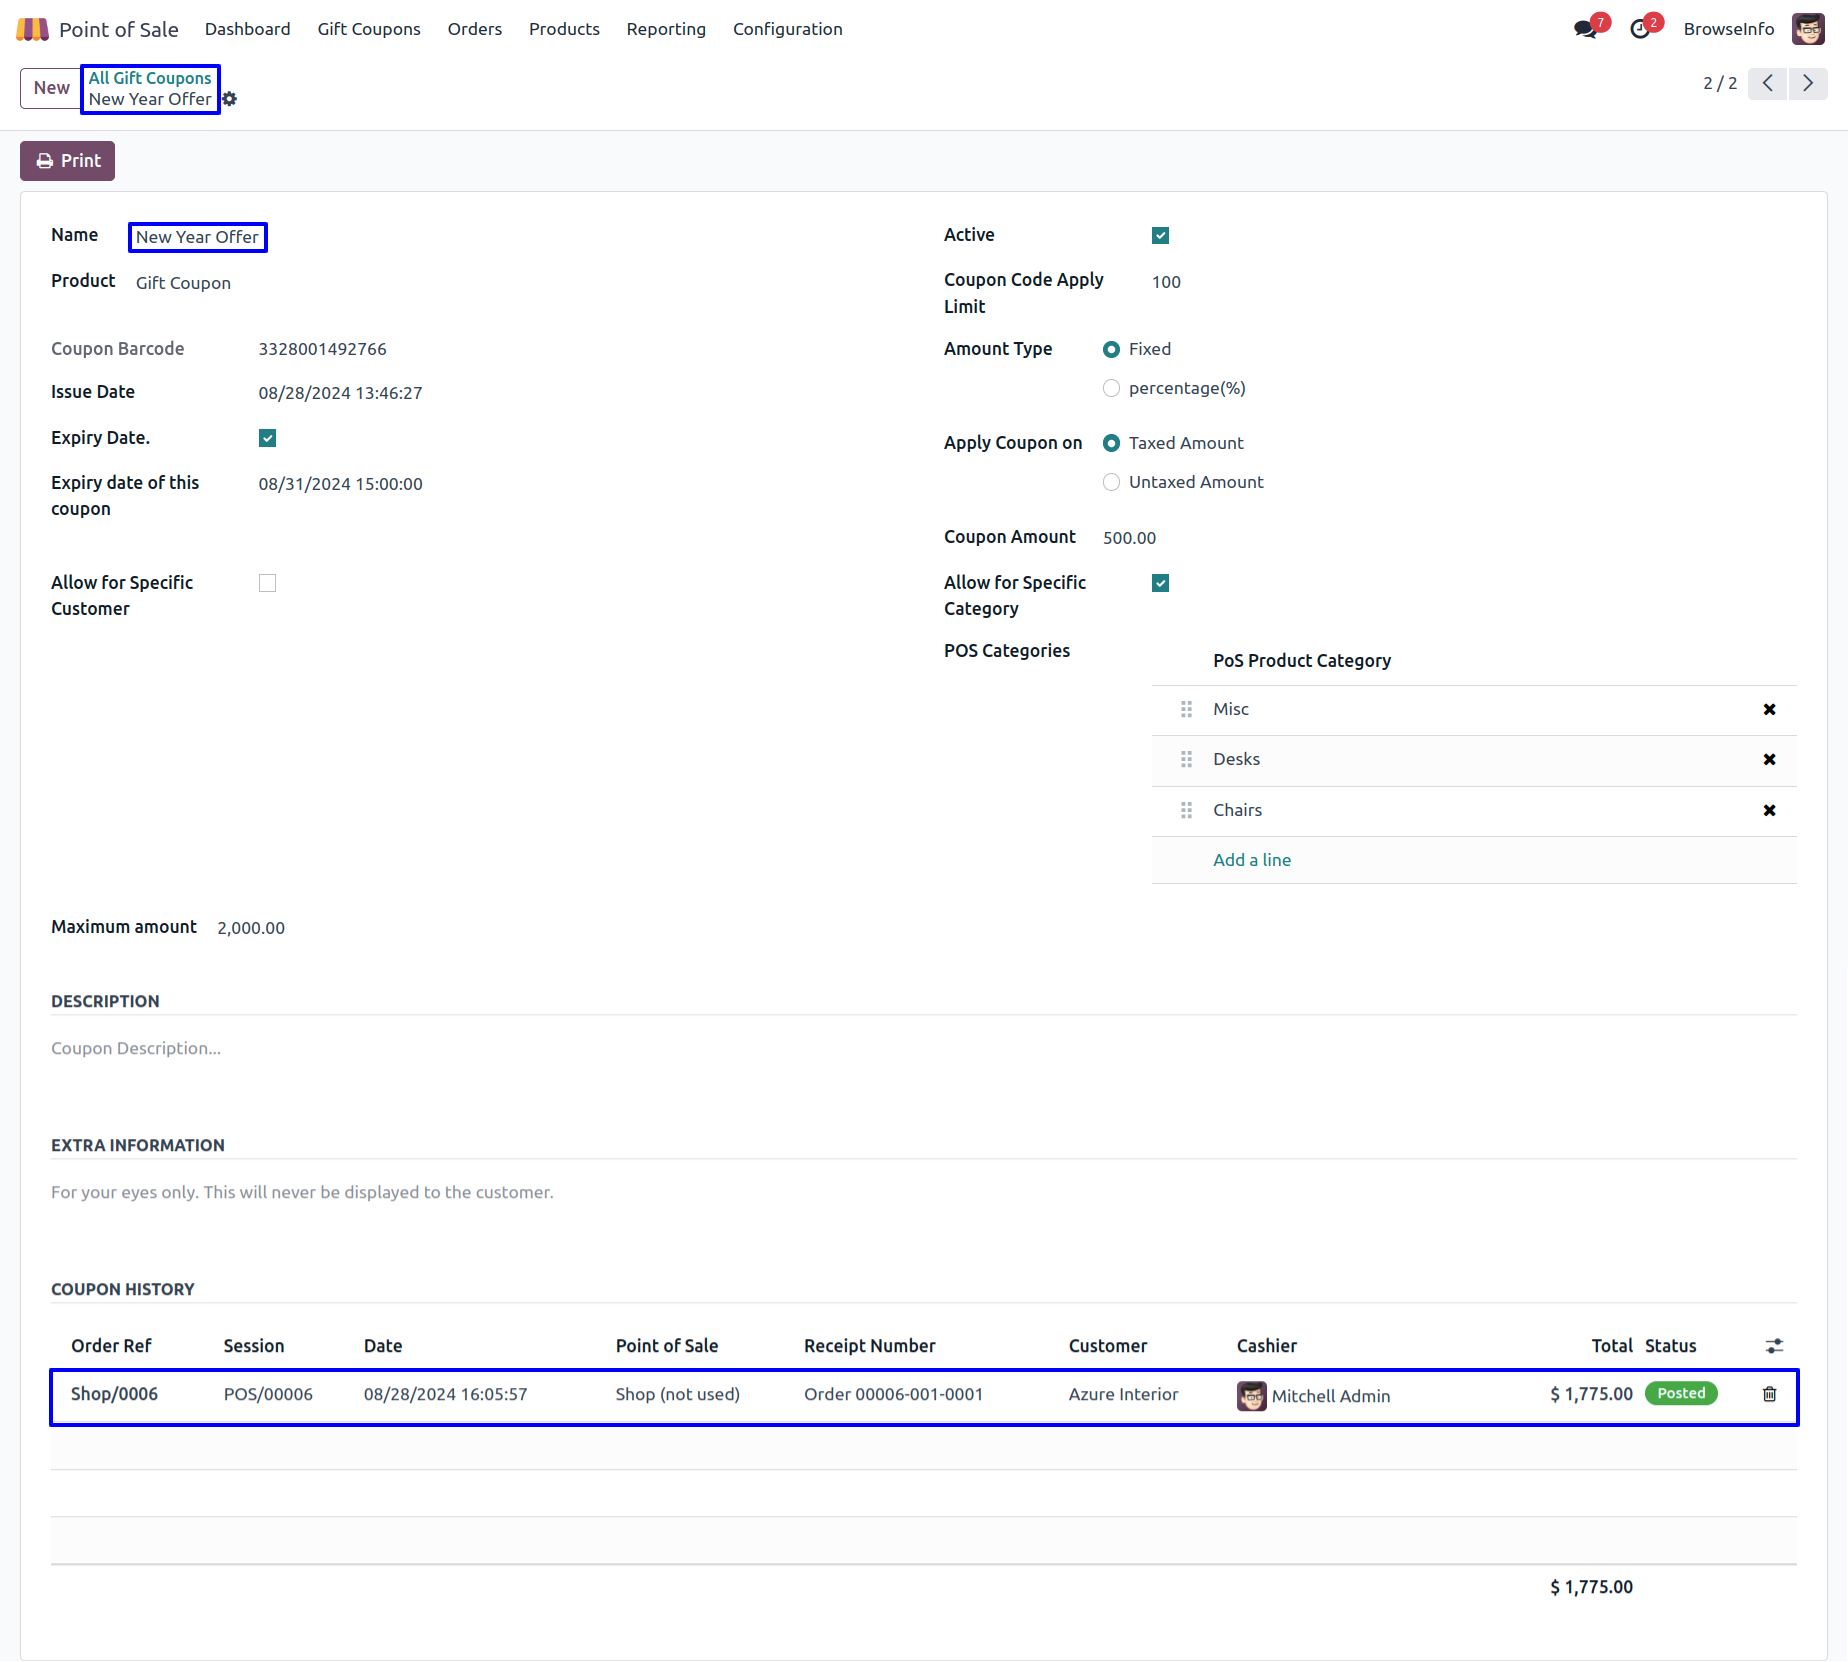 Point of Sale Dashboard Gift Coupons Orders Products Reporting Configuration 7 2 BrowseInfo
New All Gift Coupons
New Year Offer
2 / 2
Print
Name New Year Offer
Product Gift Coupon
Active
Coupon Code Apply
Limit
100
Coupon Barcode 3328001492766
Issue Date 08/28/2024 13:46:27
Expiry Date.
Expiry date of this
coupon
08/31/2024 15:00:00
Amount Type Fixed
percentage(%)
Apply Coupon on Taxed Amount
Untaxed Amount
Coupon Amount 500.00
Allow for Specific
Customer
Allow for Specific
Category
POS Categories
PoS Product Category
Misc
Desks
Chairs
Add a line
Maximum amount 2,000.00
DESCRIPTION
Coupon Description...
EXTRA INFORMATION
For your eyes only. This will never be displayed to the customer.
COUPON HISTORY
Order Ref Session Date Point of Sale Receipt Number Customer Cashier Total Status
Shop/0006 POS/00006 08/28/2024 16:05:57 Shop (not used) Order 00006-001-0001 Azure Interior Mitchell Admin $ 1,775.00 Posted
$ 1,775.00